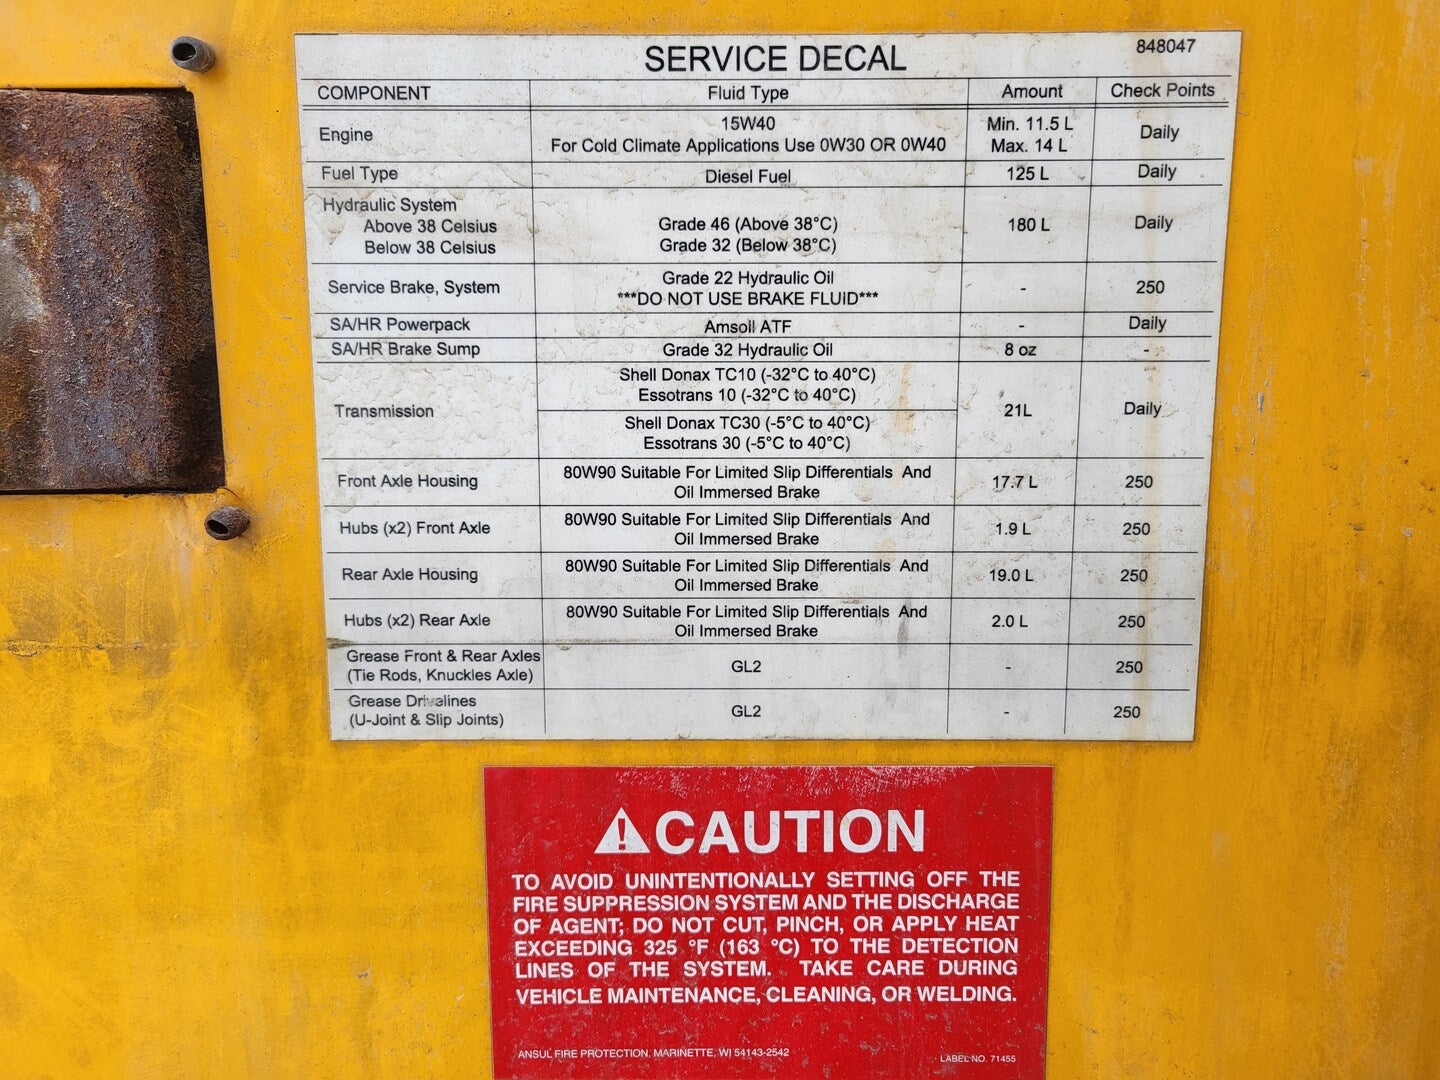 SERVICE DECAL
848047
COMPONENT Fluid Type Amount Check Points
Engine 15W40 Min. 11.5 L Daily
For Cold Climate Applications Use 0W30 OR 0W40 Max. 14 L
Fuel Type Diesel Fuel 125 L Daily
Hydraulic System
Above 38 Celsius Grade 46 (Above 38°C) 180 L Daily
Below 38 Celsius Grade 32 (Below 38°C)
Service Brake, System Grade 22 Hydraulic Oil - 250
***DO NOT USE BRAKE FLUID***
SA/HR Powerpack Amsoil ATF - Daily
SA/HR Brake Sump Grade 32 Hydraulic Oil 8 oz -
Transmission Shell Donax TC10 (-32°C to 40°C) 21L Daily
Essotrans 10 (-32°C to 40°C)
Shell Donax TC30 (-5°C to 40°C)
Essotrans 30 (-5°C to 40°C)
Front Axle Housing 80W90 Suitable For Limited Slip Differentials And 17.7 L 250
Oil Immersed Brake
Hubs (x2) Front Axle 80W90 Suitable For Limited Slip Differentials And 1.9 L 250
Oil Immersed Brake
Rear Axle Housing 80W90 Suitable For Limited Slip Differentials And 19.0 L 250
Oil Immersed Brake
Hubs (x2) Rear Axle 80W90 Suitable For Limited Slip Differentials And 2.0 L 250
Oil Immersed Brake
Grease Front & Rear Axles GL2 - 250
(Tie Rods, Knuckles Axle)
Grease Drivelines GL2 - 250
(U-Joint & Slip Joints)
CAUTION
TO AVOID UNINTENTIONALLY SETTING OFF THE
FIRE SUPPRESSION SYSTEM AND THE DISCHARGE
OF AGENT; DO NOT CUT, PINCH, OR APPLY HEAT
EXCEEDING 325 °F (163 °C) TO THE DETECTION
LINES OF THE SYSTEM. TAKE CARE DURING
VEHICLE MAINTENANCE, CLEANING, OR WELDING.
ANSUL FIRE PROTECTION, MARINETTE, WI 54143-2542
LABEL NO. 71455